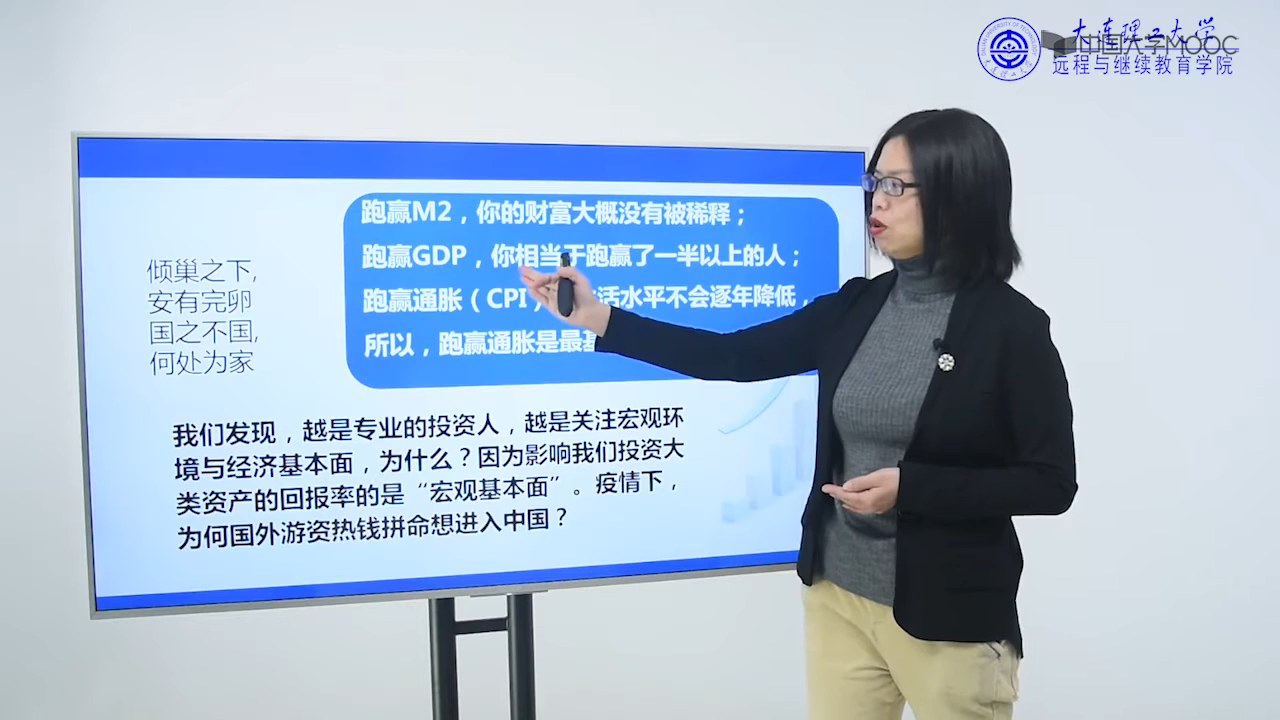 大连理工大学
中国大学MOOC
远程与继续教育学院
跑赢M2，你的财富大概没有被稀释；
跑赢GDP，你相当于跑赢了一半以上的人；
跑赢通胀（CPI）
活水平不会逐年降低，
所以，跑赢通胀是最
倾巢之下,
安有完卵
国之不国,
何处为家
我们发现，越是专业的投资人，越是关注宏观环
境与经济基本面，为什么？因为影响我们投资大
类资产的回报率的是“宏观基本面”。疫情下，
为何国外游资热钱拼命想进入中国？